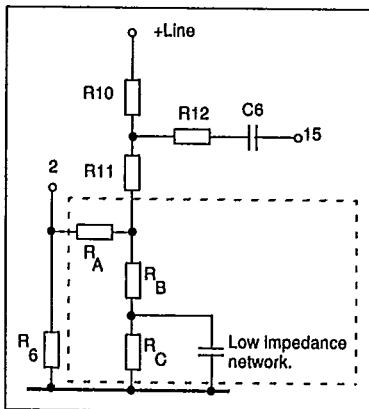 +Line
R10
R12
C6
15
2
R11
RA
RB
R6
RC
Low impedance
network.